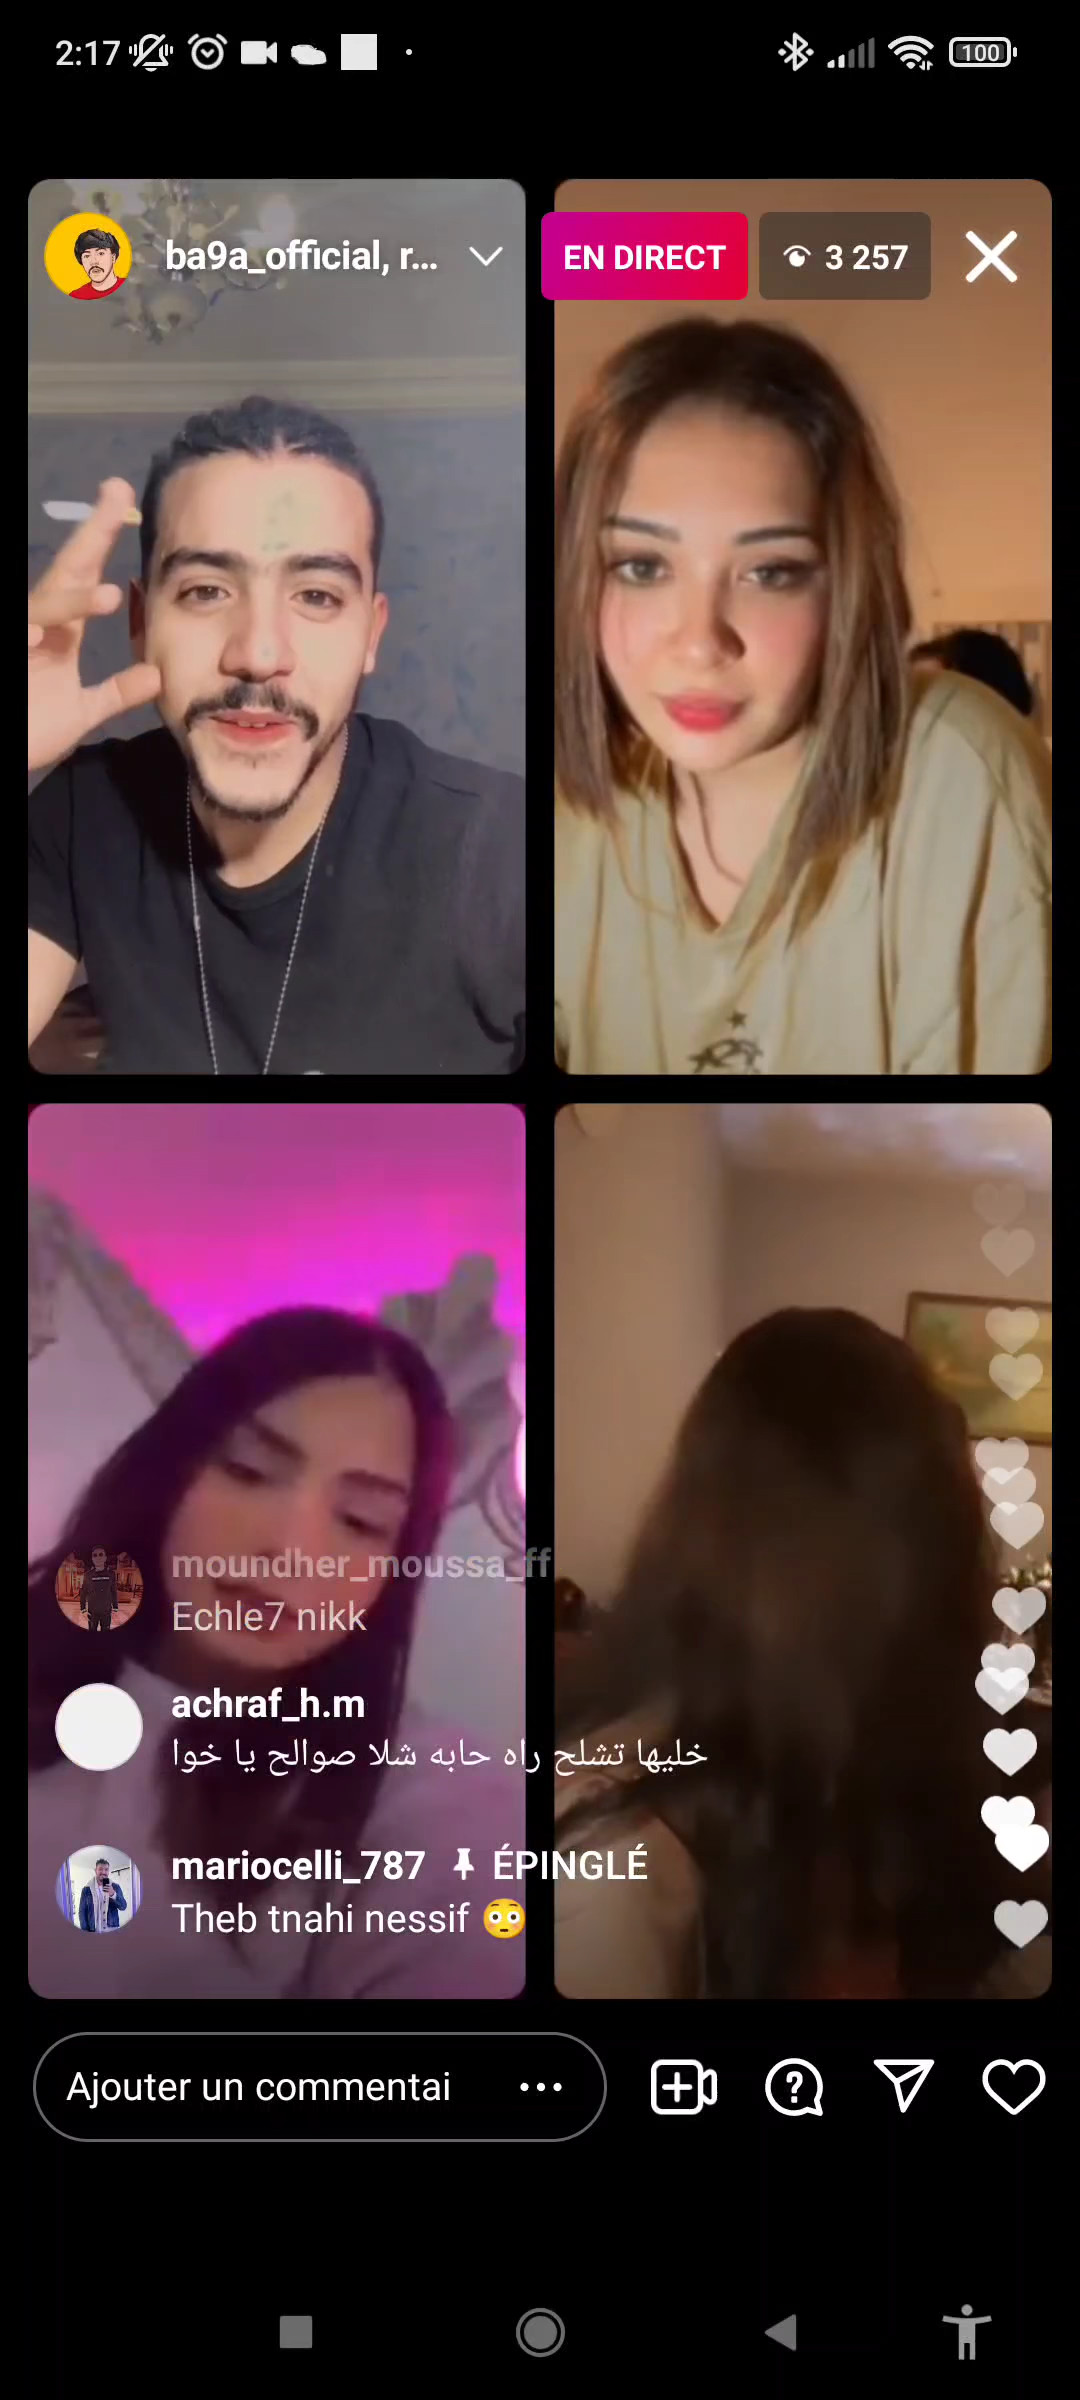 2:17
100
ba9a_official, r...
EN DIRECT
3 257
moundher_moussa_ff
Echle7 nikk
achraf_h.m
خليها تشلح راه حابه شلا صوالح يا خوا
mariocelli_787 ÉPINGLÉ
Theb tnahi nessif 😳
Ajouter un commentai